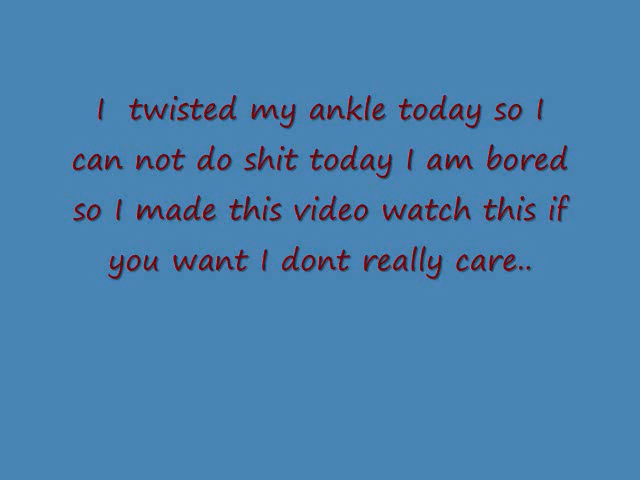 I  twisted my ankle today so I
can not do shit today I am bored
so I made this video watch this if
you want I dont really care..